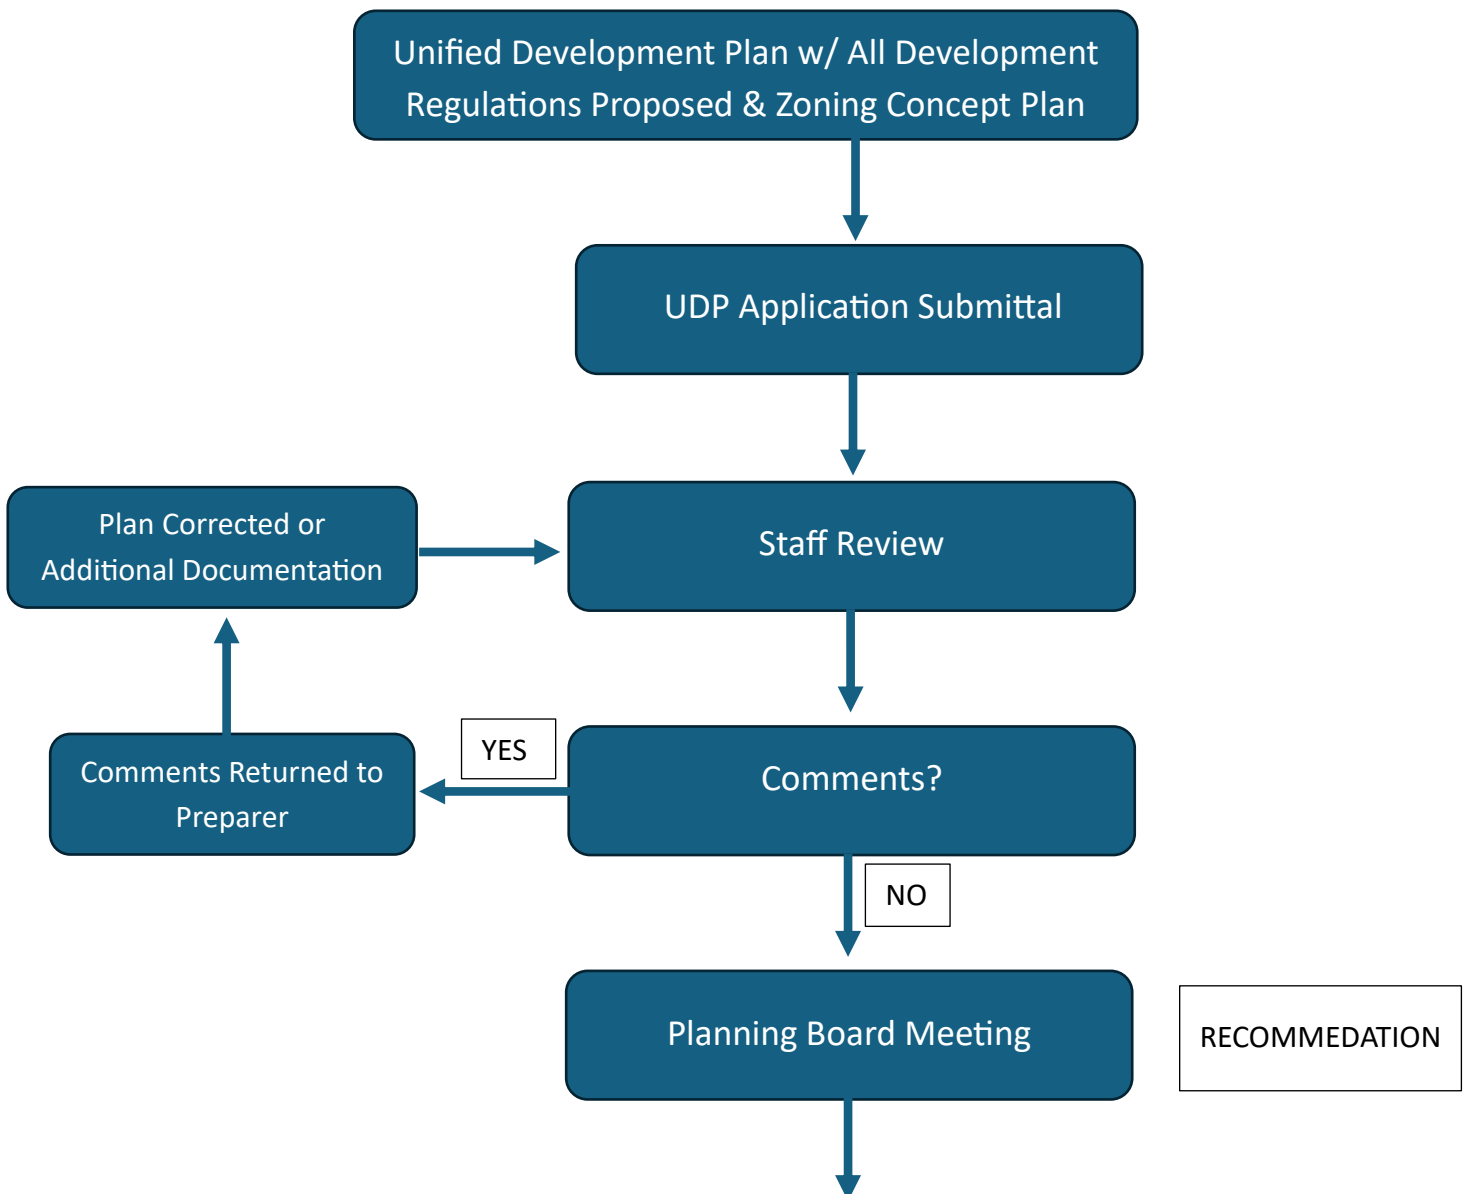 Unified Development Plan w/ All Development
Regulations Proposed & Zoning Concept Plan
UDP Application Submittal
Plan Corrected or
Additional Documentation
Staff Review
YES
Comments Returned to
Preparer
Comments?
NO
Planning Board Meeting
RECOMMEDATION